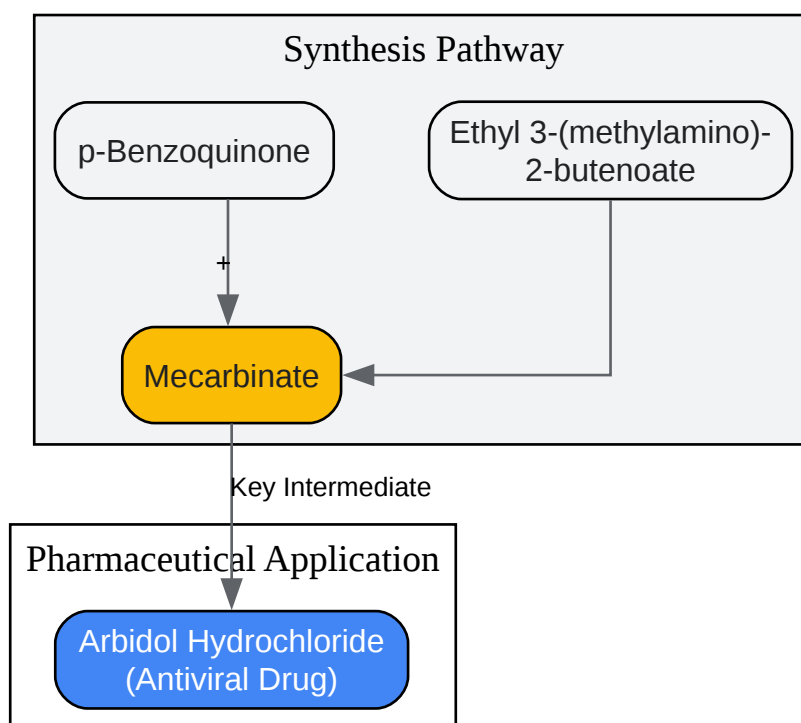 Synthesis Pathway
p-Benzoquinone
Ethyl 3-(methylamino)-
2-butenoate
+
Mecarbinate
Key Intermediate
Pharmaceutical Application
Arbidol Hydrochloride
(Antiviral Drug)